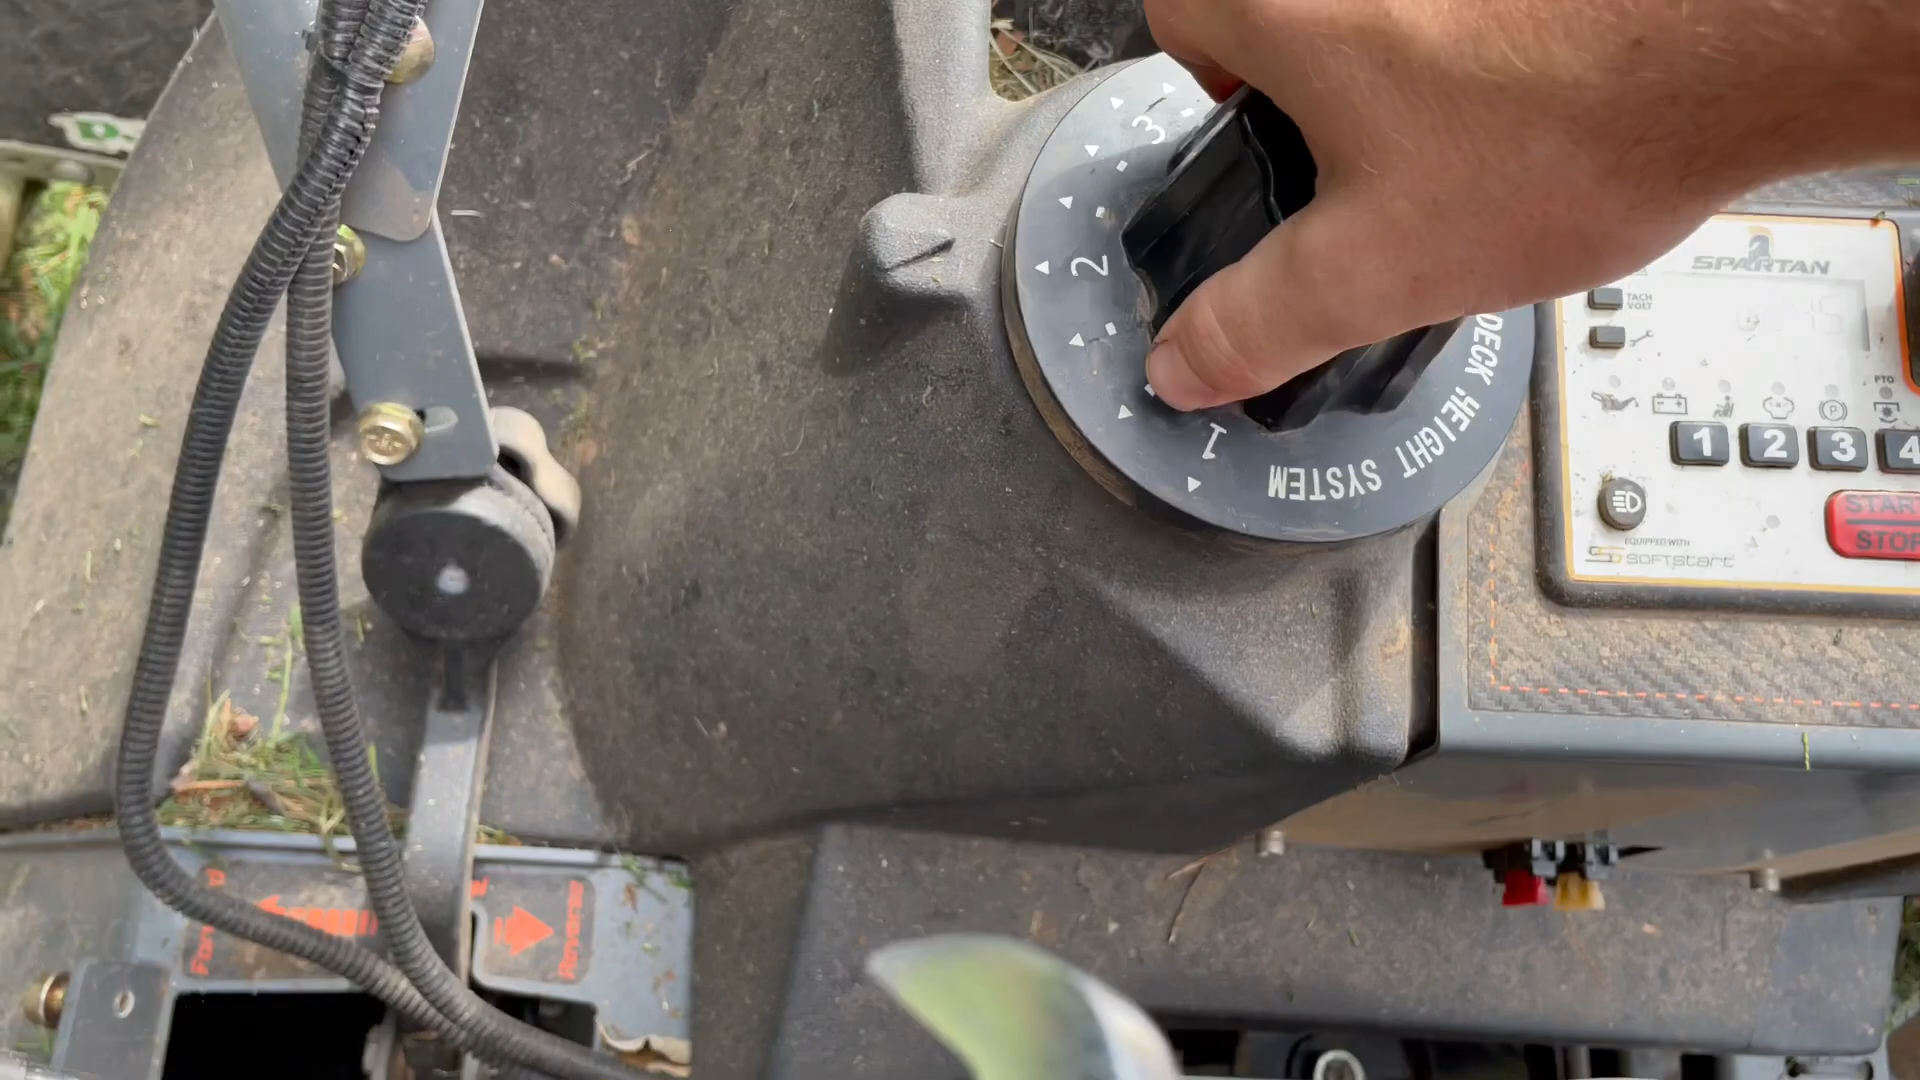 3
2
1
DECK HEIGHT SYSTEM
SPARTAN
TACH
VOLT
PTO
1 2 3 4
START
STOP
EQUIPPED WITH
SOFTSTART
Reverse